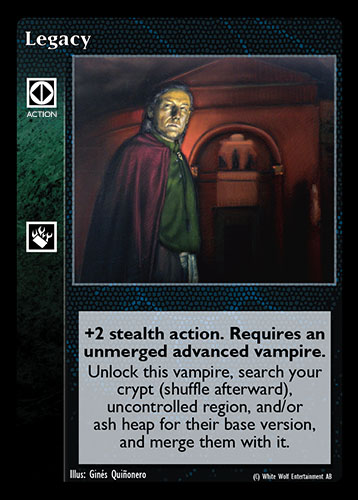 Legacy
ACTION
+2 stealth action. Requires an
unmerged advanced vampire.
Unlock this vampire, search your
crypt (shuffle afterward),
uncontrolled region, and/or
ash heap for their base version,
and merge them with it.
Illus: Ginés Quiñonero
(C) White Wolf Entertainment AB